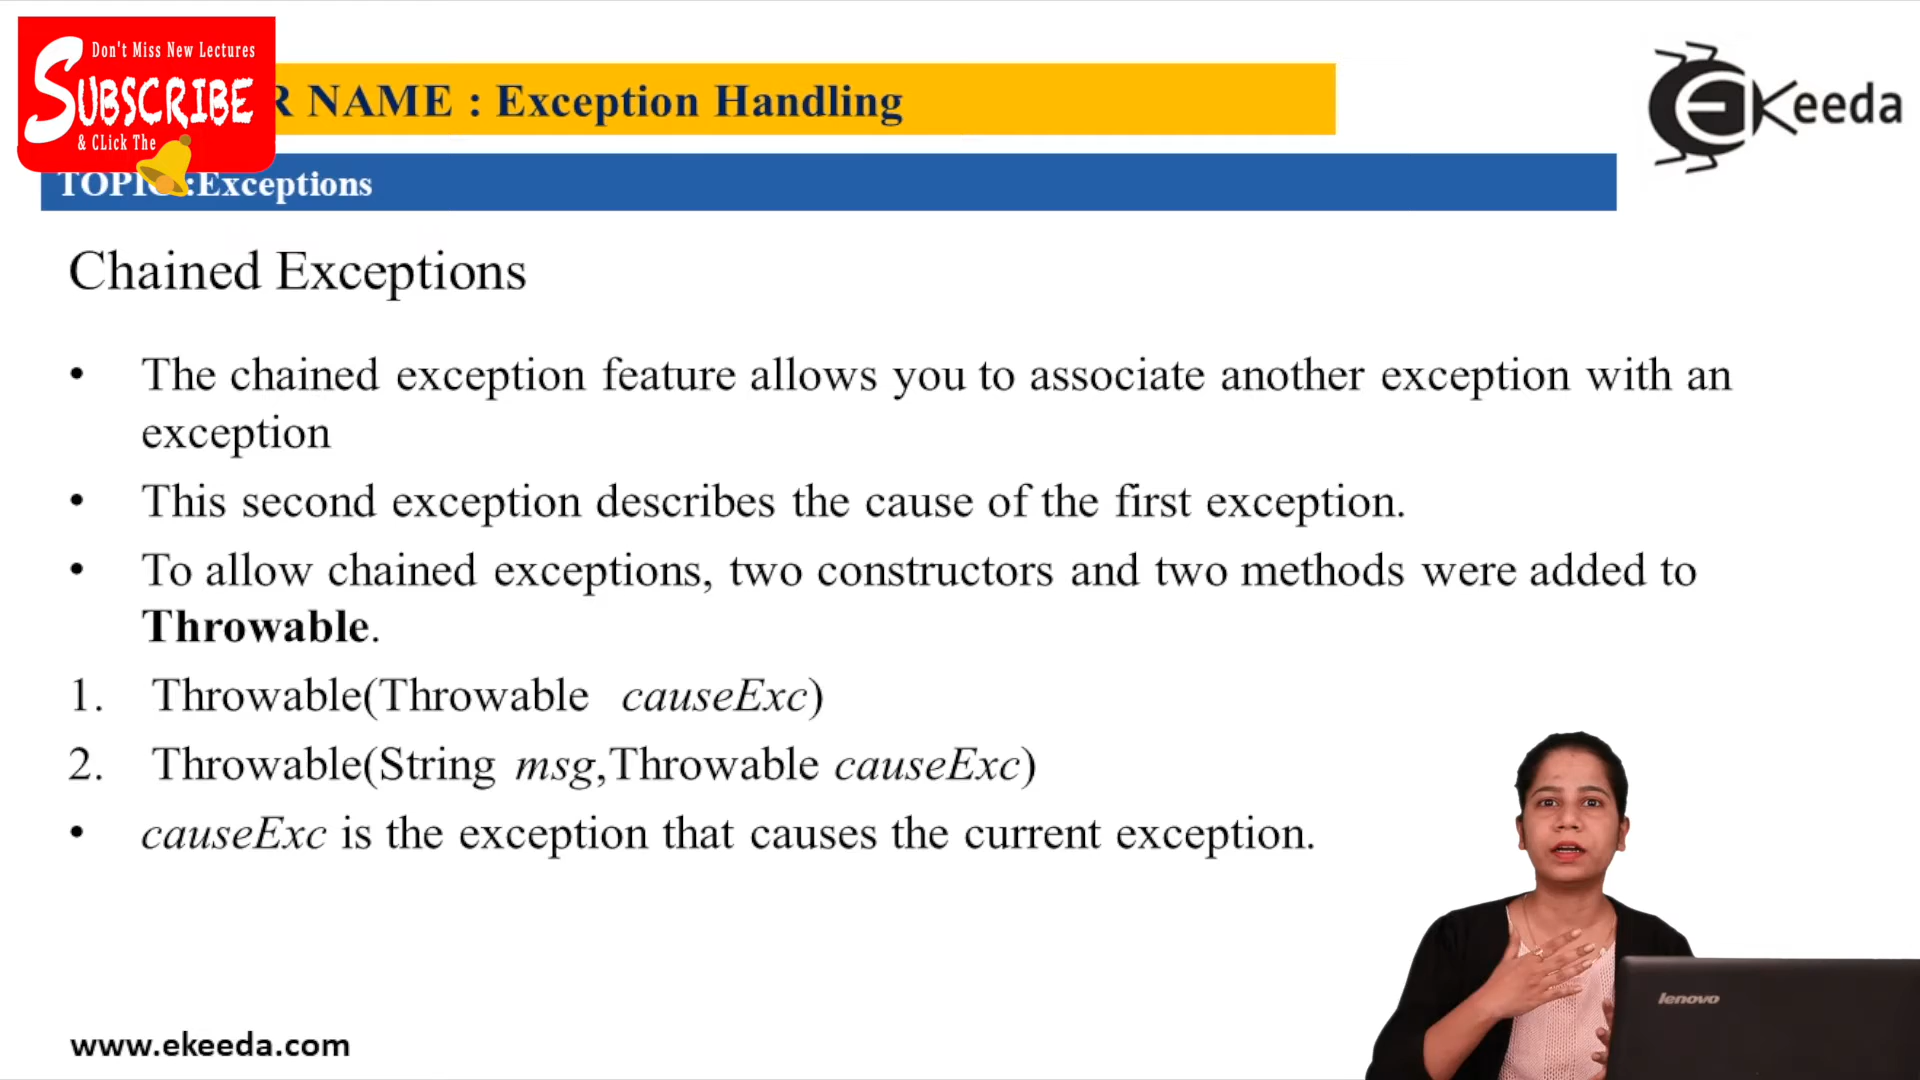 Don't Miss New Lectures
SUBSCRIBE
& CLick The
R NAME : Exception Handling
EKeeda
TOPIC :Exceptions
Chained Exceptions
• The chained exception feature allows you to associate another exception with an
exception
• This second exception describes the cause of the first exception.
• To allow chained exceptions, two constructors and two methods were added to
Throwable.
1. Throwable(Throwable causeExc)
2. Throwable(String msg,Throwable causeExc)
• causeExc is the exception that causes the current exception.
lenovo
www.ekeeda.com